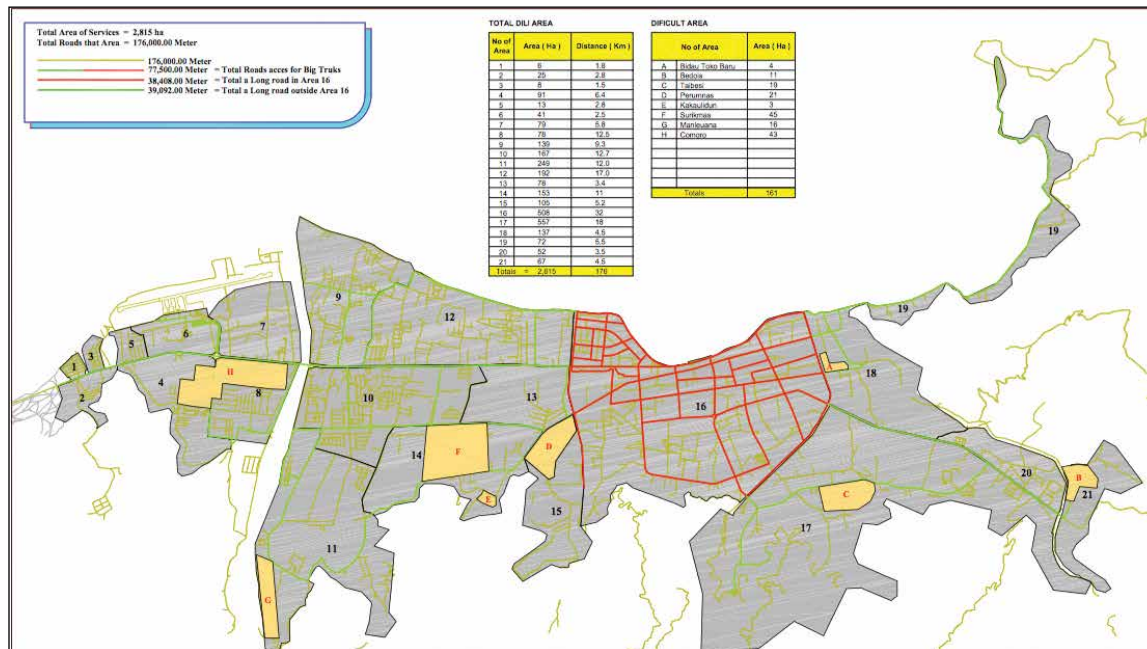 Total Area of Services = 2,815 ha
Total Roads that Area = 176,000.00 Meter
176,000.00 Meter
77,500.00 Meter = Total Roads acces for Big Truks
38,408.00 Meter = Total a Long road in Area 16
39,092.00 Meter = Total a Long road outside Area 16
TOTAL DILI AREA
No of Area Area ( Ha ) Distance ( Km )
1 6 1.8
2 25 2.8
3 8 1.5
4 91 6.4
5 13 2.8
6 41 2.5
7 79 5.8
8 78 12.5
9 139 9.3
10 167 12.7
11 249 12.0
12 192 17.0
13 78 3.4
14 153 11
15 105 5.2
16 508 32
17 557 18
18 137 4.5
19 72 5.5
20 52 3.5
21 67 4.5
Totals = 2,815 176
DIFICULT AREA
No of Area Area ( Ha )
A Bidau Toko Baru 4
B Bedois 11
C Taibesi 19
D Perumnas 21
E Kakaulidun 3
F Surikmas 45
G Manleuana 16
H Comoro 43
Totals 161
19
19
9
12
7
6
5
3
1
2
4
H
8
10
13
16
18
14
F
D
E
15
11
G
C
17
20
B
21